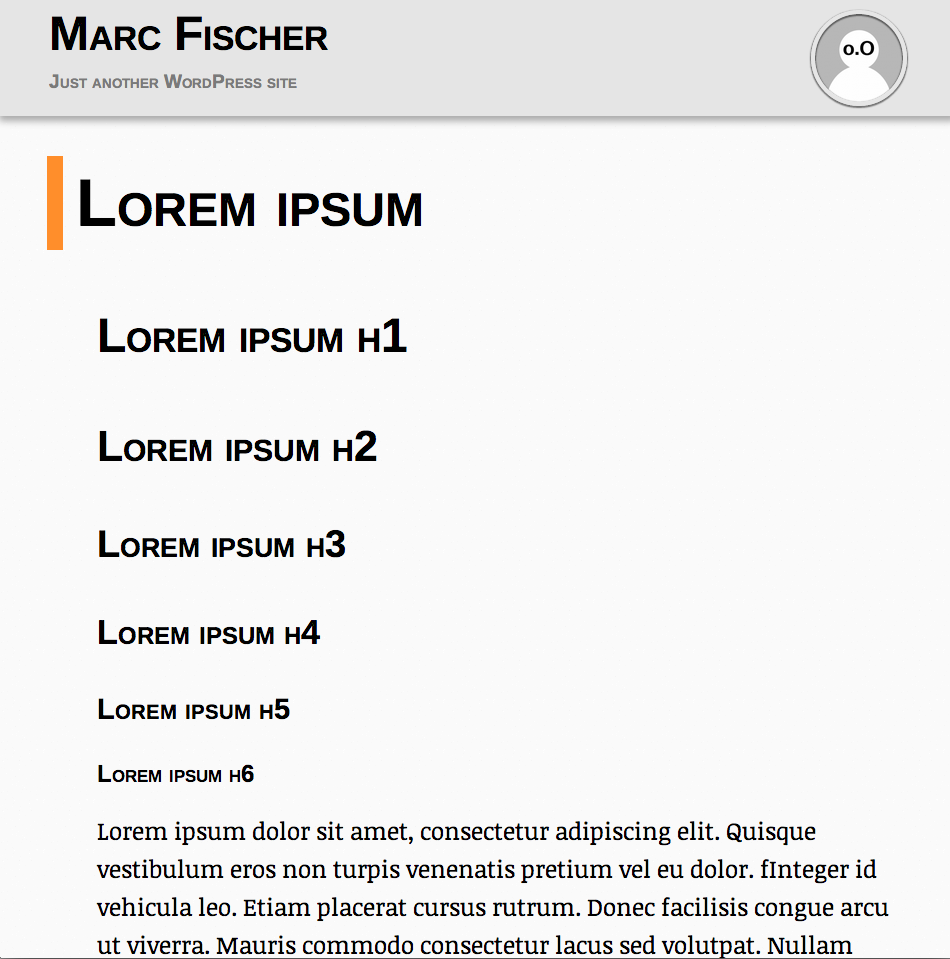 Marc Fischer
Just another WordPress site
o.O
Lorem ipsum
Lorem ipsum h1
Lorem ipsum h2
Lorem ipsum h3
Lorem ipsum h4
Lorem ipsum h5
Lorem ipsum h6
Lorem ipsum dolor sit amet, consectetur adipiscing elit. Quisque
vestibulum eros non turpis venenatis pretium vel eu dolor. fInteger id
vehicula leo. Etiam placerat cursus rutrum. Donec facilisis congue arcu
ut viverra. Mauris commodo consectetur lacus sed volutpat. Nullam